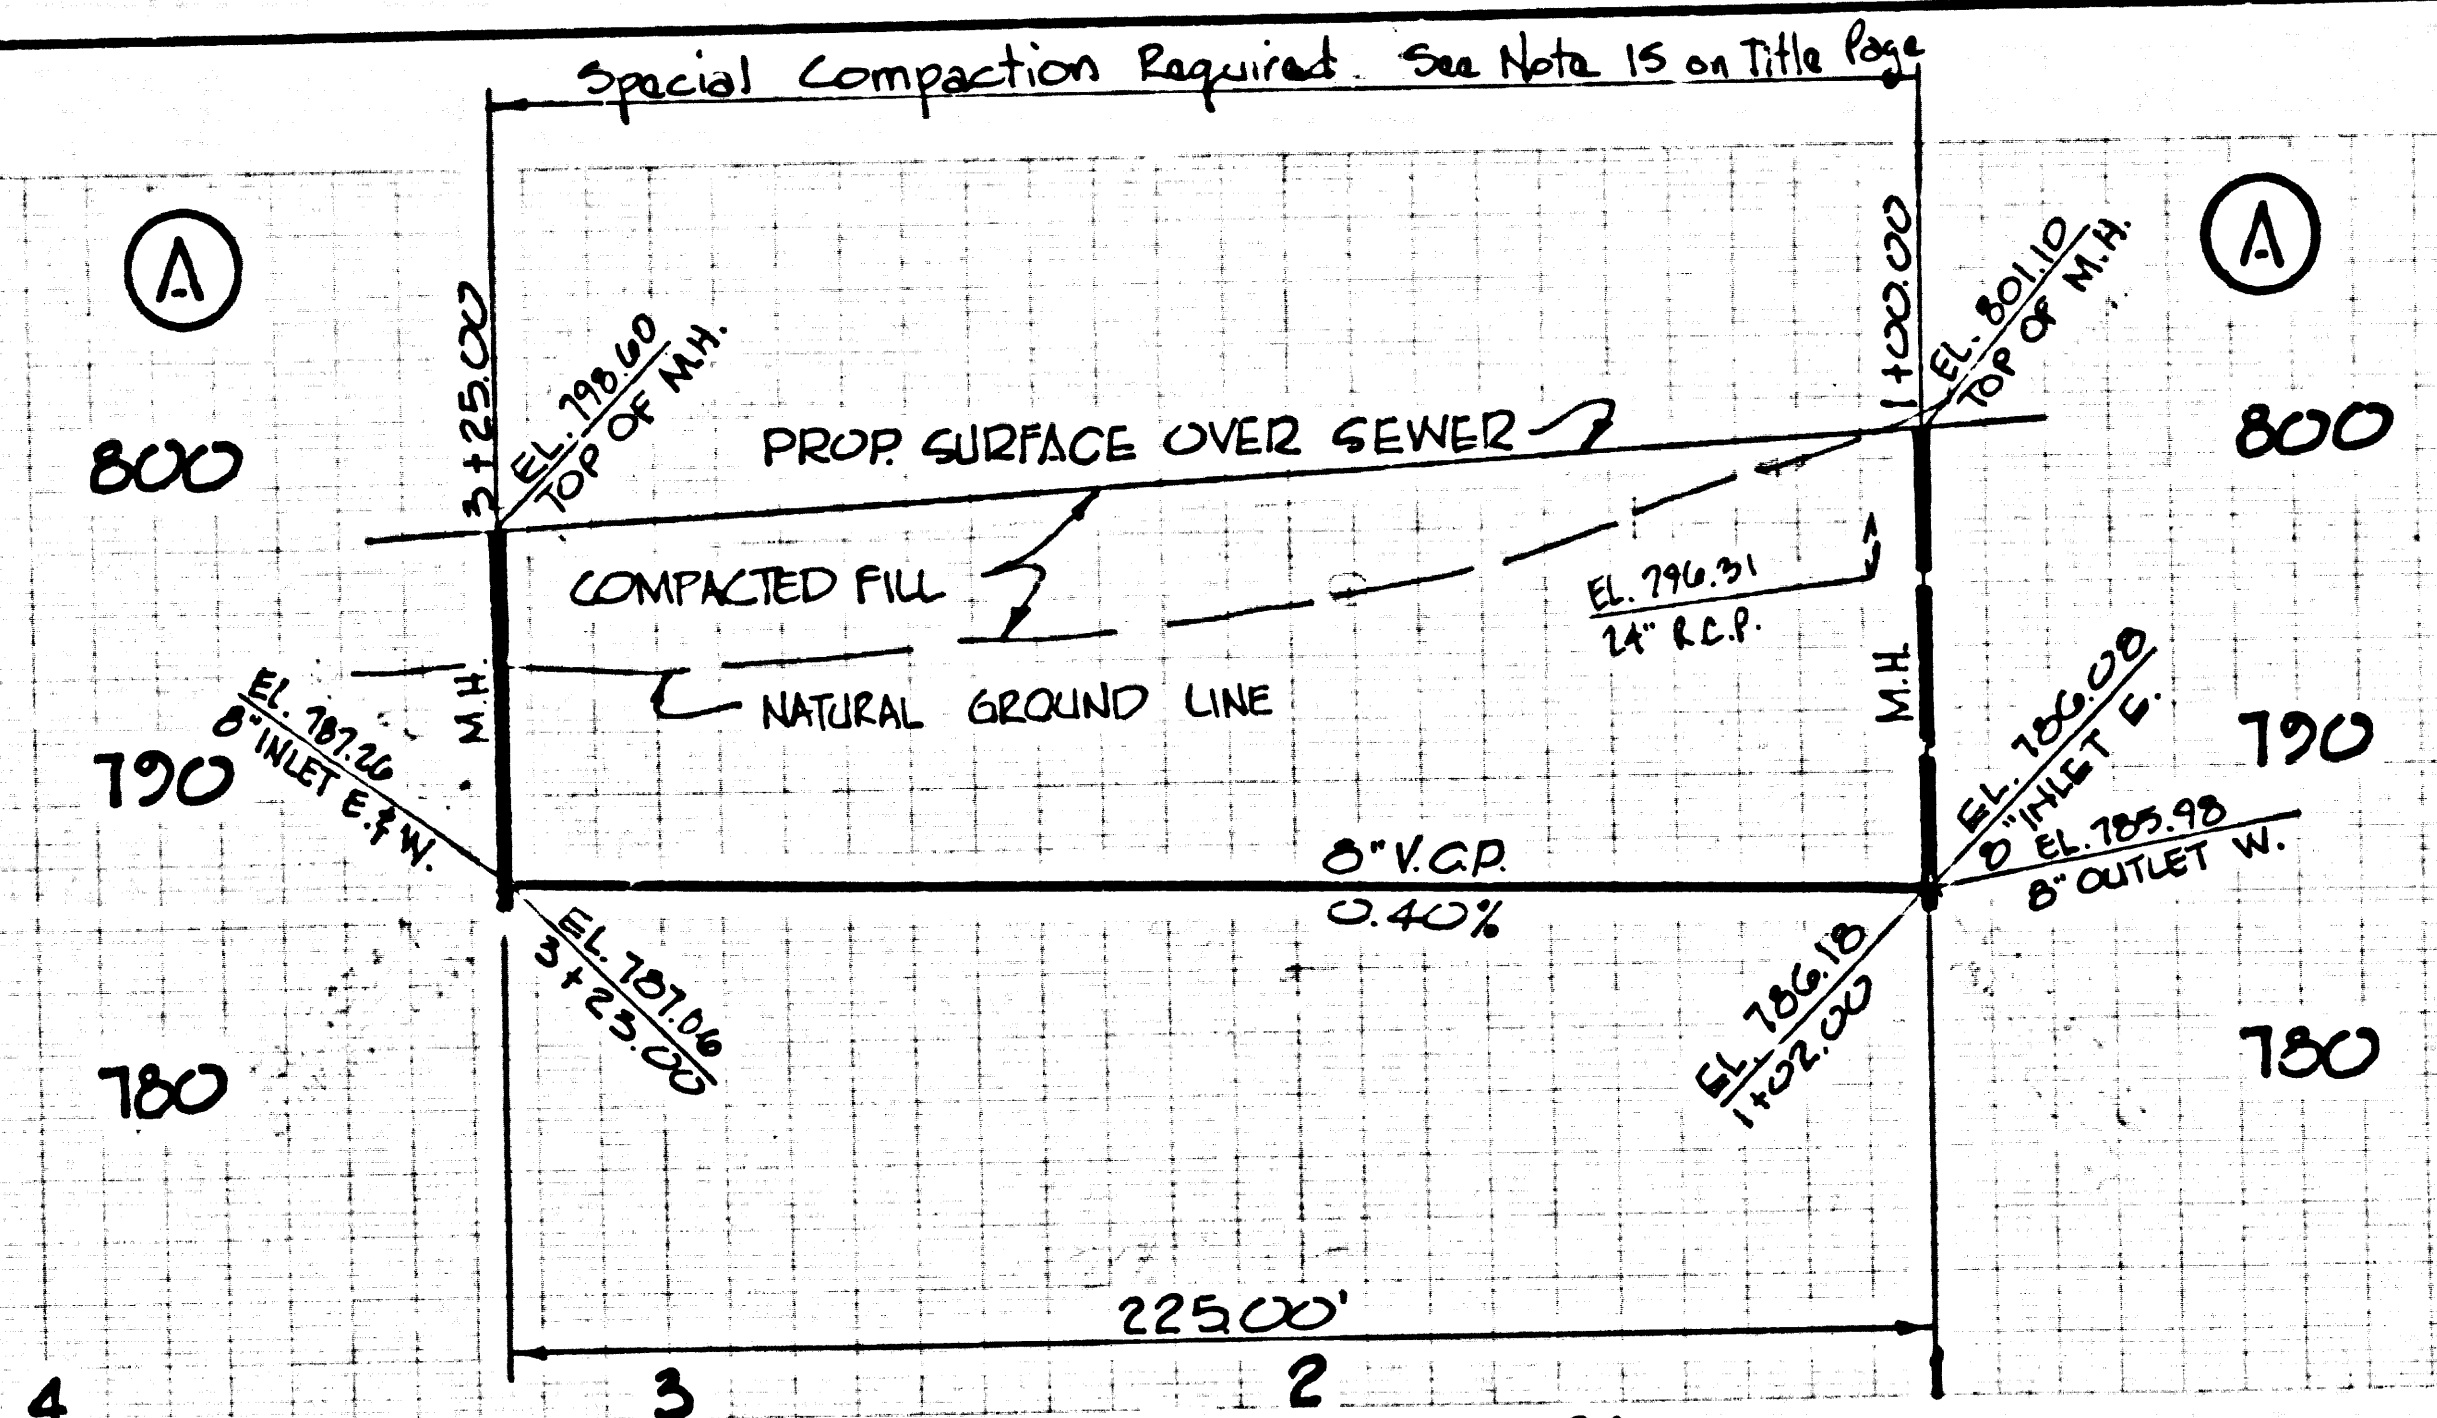 Special Compaction Required. See Note 15 on Title Page
A
A
3+25.00
1+00.00
EL. 798.60
TOP OF M.H.
EL. 801.10
TOP OF M.H.
800
PROP. SURFACE OVER SEWER
800
COMPACTED FILL
EL. 796.31
24" R.C.P.
M.H.
M.H.
NATURAL GROUND LINE
EL. 787.26
8" INLET E. & W.
790
790
EL. 786.08
8" INLET E.
EL. 785.98
8" OUTLET W.
8" V.C.P.
0.40%
EL. 787.06
3+23.00
EL. 786.18
1+02.00
780
780
225.00'
4
3
2